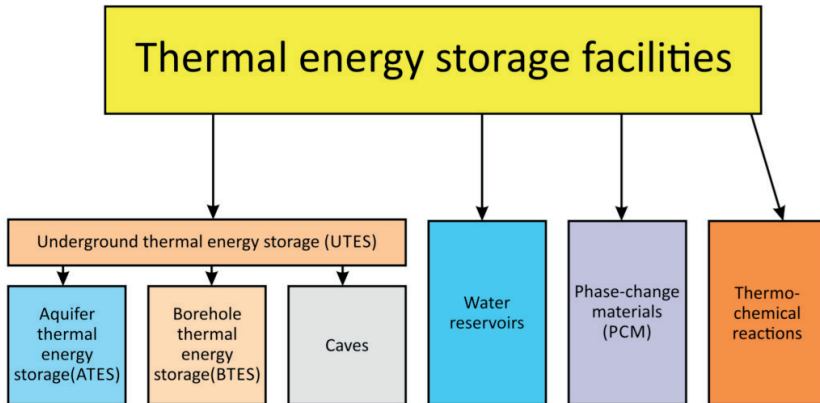 Thermal energy storage facilities
Underground thermal energy storage (UTES)
Aquifer
thermal
energy
storage(ATES)
Borehole
thermal
energy
storage(BTES)
Caves
Water
reservoirs
Phase-change
materials
(PCM)
Thermo-
chemical
reactions